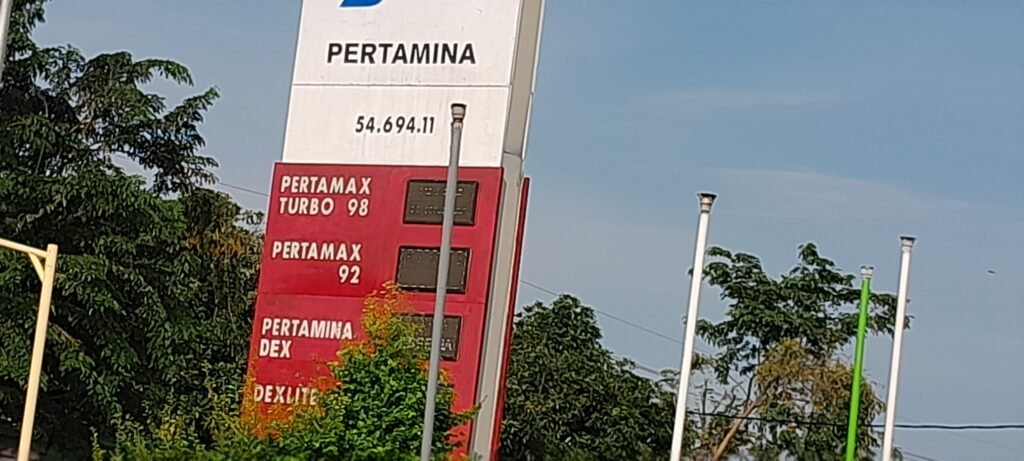 PERTAMINA
54.694.11
PERTAMAX
TURBO 98
PERTAMAX
92
PERTAMINA
DEX
DEXLITE